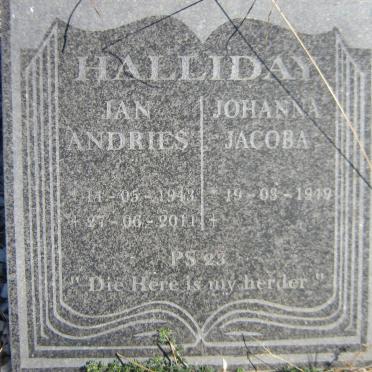 HALLIDAY
JAN ANDRIES
* 11-05-1943
+ 27-06-2011
JOHANNA JACOBA
* 19-03-1949
+
PS 23
"Die Here is my herder"